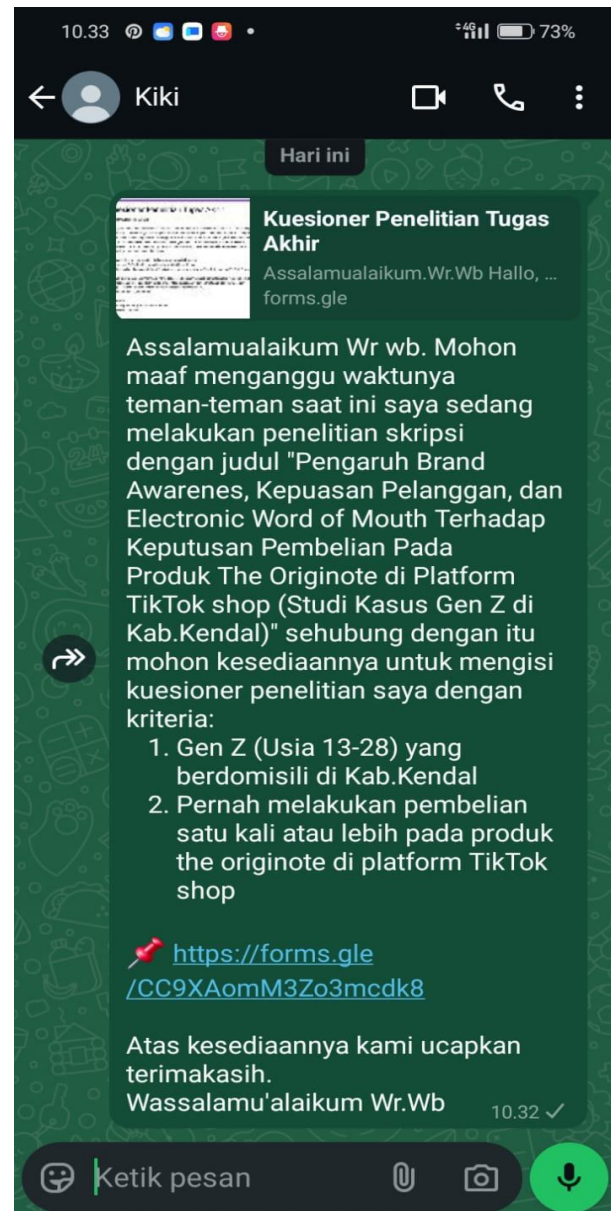 10.33
4G
73%
Kiki
Hari ini
Kuesioner Penelitian Tugas
Akhir
Assalamualaikum.Wr.Wb Hallo, ...
forms.gle
Assalamualaikum Wr wb. Mohon
maaf menganggu waktunya
teman-teman saat ini saya sedang
melakukan penelitian skripsi
dengan judul "Pengaruh Brand
Awarenes, Kepuasan Pelanggan, dan
Electronic Word of Mouth Terhadap
Keputusan Pembelian Pada
Produk The Originote di Platform
TikTok shop (Studi Kasus Gen Z di
Kab.Kendal)" sehubung dengan itu
mohon kesediaannya untuk mengisi
kuesioner penelitian saya dengan
kriteria:
1. Gen Z (Usia 13-28) yang
berdomisili di Kab.Kendal
2. Pernah melakukan pembelian
satu kali atau lebih pada produk
the originote di platform TikTok
shop
📌 https://forms.gle
/CC9XAomM3Zo3mcdk8
Atas kesediaannya kami ucapkan
terimakasih.
Wassalamu'alaikum Wr.Wb
10.32
Ketik pesan